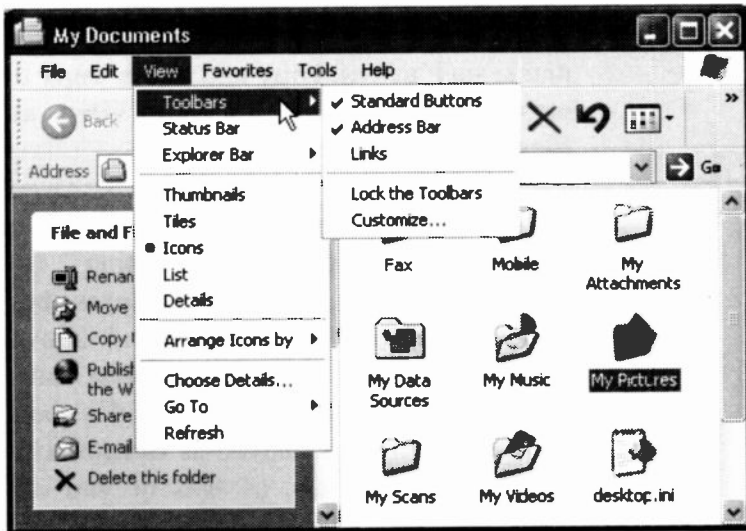 My Documents
File Edit View Favorites Tools Help
Back
Address
Go
Toolbars
Status Bar
Explorer Bar
Thumbnails
Tiles
Icons
List
Details
Arrange Icons by
Choose Details...
Go To
Refresh
Standard Buttons
Address Bar
Links
Lock the Toolbars
Customize...
File and F
Renan
Move
Copy
Publish
the W
Share
E-mail
Delete this folder
Fax
Mobile
My
Attachments
My Data
Sources
My Music
My Pictures
My Scans
My Videos
desktop.ini